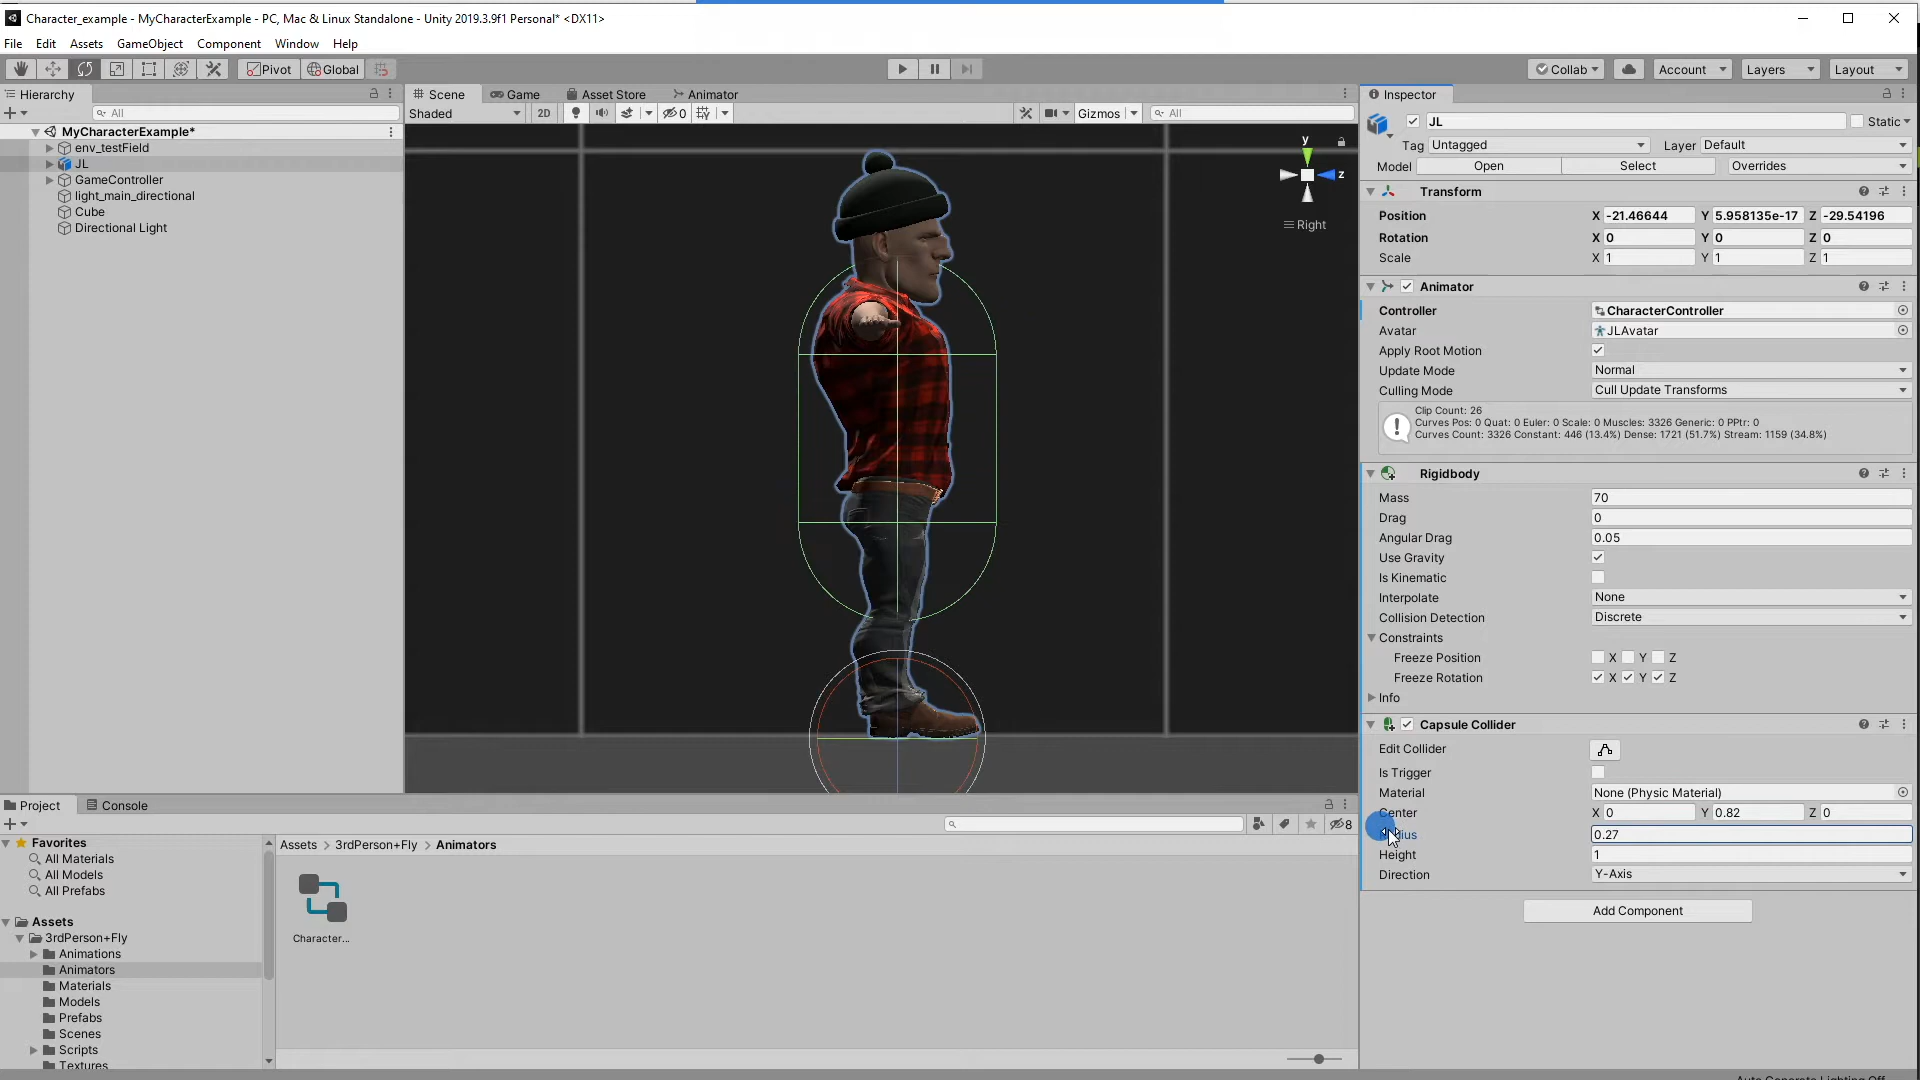 Character_example - MyCharacterExample - PC, Mac & Linux Standalone - Unity 2019.3.9f1 Personal* <DX11>
File Edit Assets GameObject Component Window Help
Pivot Global Collab Account Layers Layout
Hierarchy
All
MyCharacterExample*
env_testField
JL
GameController
light_main_directional
Cube
Directional Light
Scene Game Asset Store Animator
Shaded 2D 0 Gizmos All
y
z
Right
Inspector
JL Static
Tag Untagged Layer Default
Model Open Select Overrides
Transform
Position X -21.46644 Y 5.958135e-17 Z -29.54196
Rotation X 0 Y 0 Z 0
Scale X 1 Y 1 Z 1
Animator
Controller CharacterController
Avatar JLAvatar
Apply Root Motion
Update Mode Normal
Culling Mode Cull Update Transforms
Clip Count: 26
Curves Pos: 0 Quat: 0 Euler: 0 Scale: 0 Muscles: 3326 Generic: 0 PPtr: 0
Curves Count: 3326 Constant: 446 (13.4%) Dense: 1721 (51.7%) Stream: 1159 (34.8%)
Rigidbody
Mass 70
Drag 0
Angular Drag 0.05
Use Gravity
Is Kinematic
Interpolate None
Collision Detection Discrete
Constraints
Freeze Position X Y Z
Freeze Rotation X Y Z
Info
Capsule Collider
Edit Collider
Is Trigger
Material None (Physic Material)
Center X 0 Y 0.82 Z 0
0.27
Height 1
Direction Y-Axis
Add Component
Project Console
8
Favorites
All Materials
All Models
All Prefabs
Assets
3rdPerson+Fly
Animations
Animators
Materials
Models
Prefabs
Scenes
Scripts
Textures
Assets > 3rdPerson+Fly > Animators
Character...
Auto Generate Lighting Off